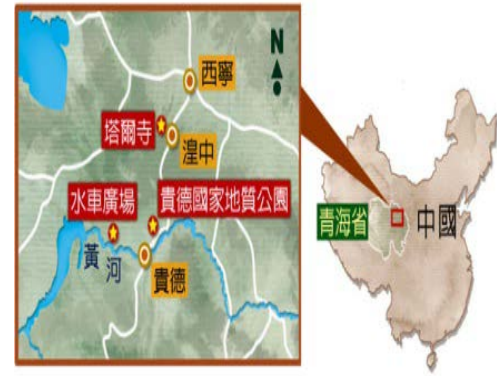 N
西寧
塔爾寺
湟中
水車廣場
貴德國家地質公園
黃河
貴德
青海省
中國